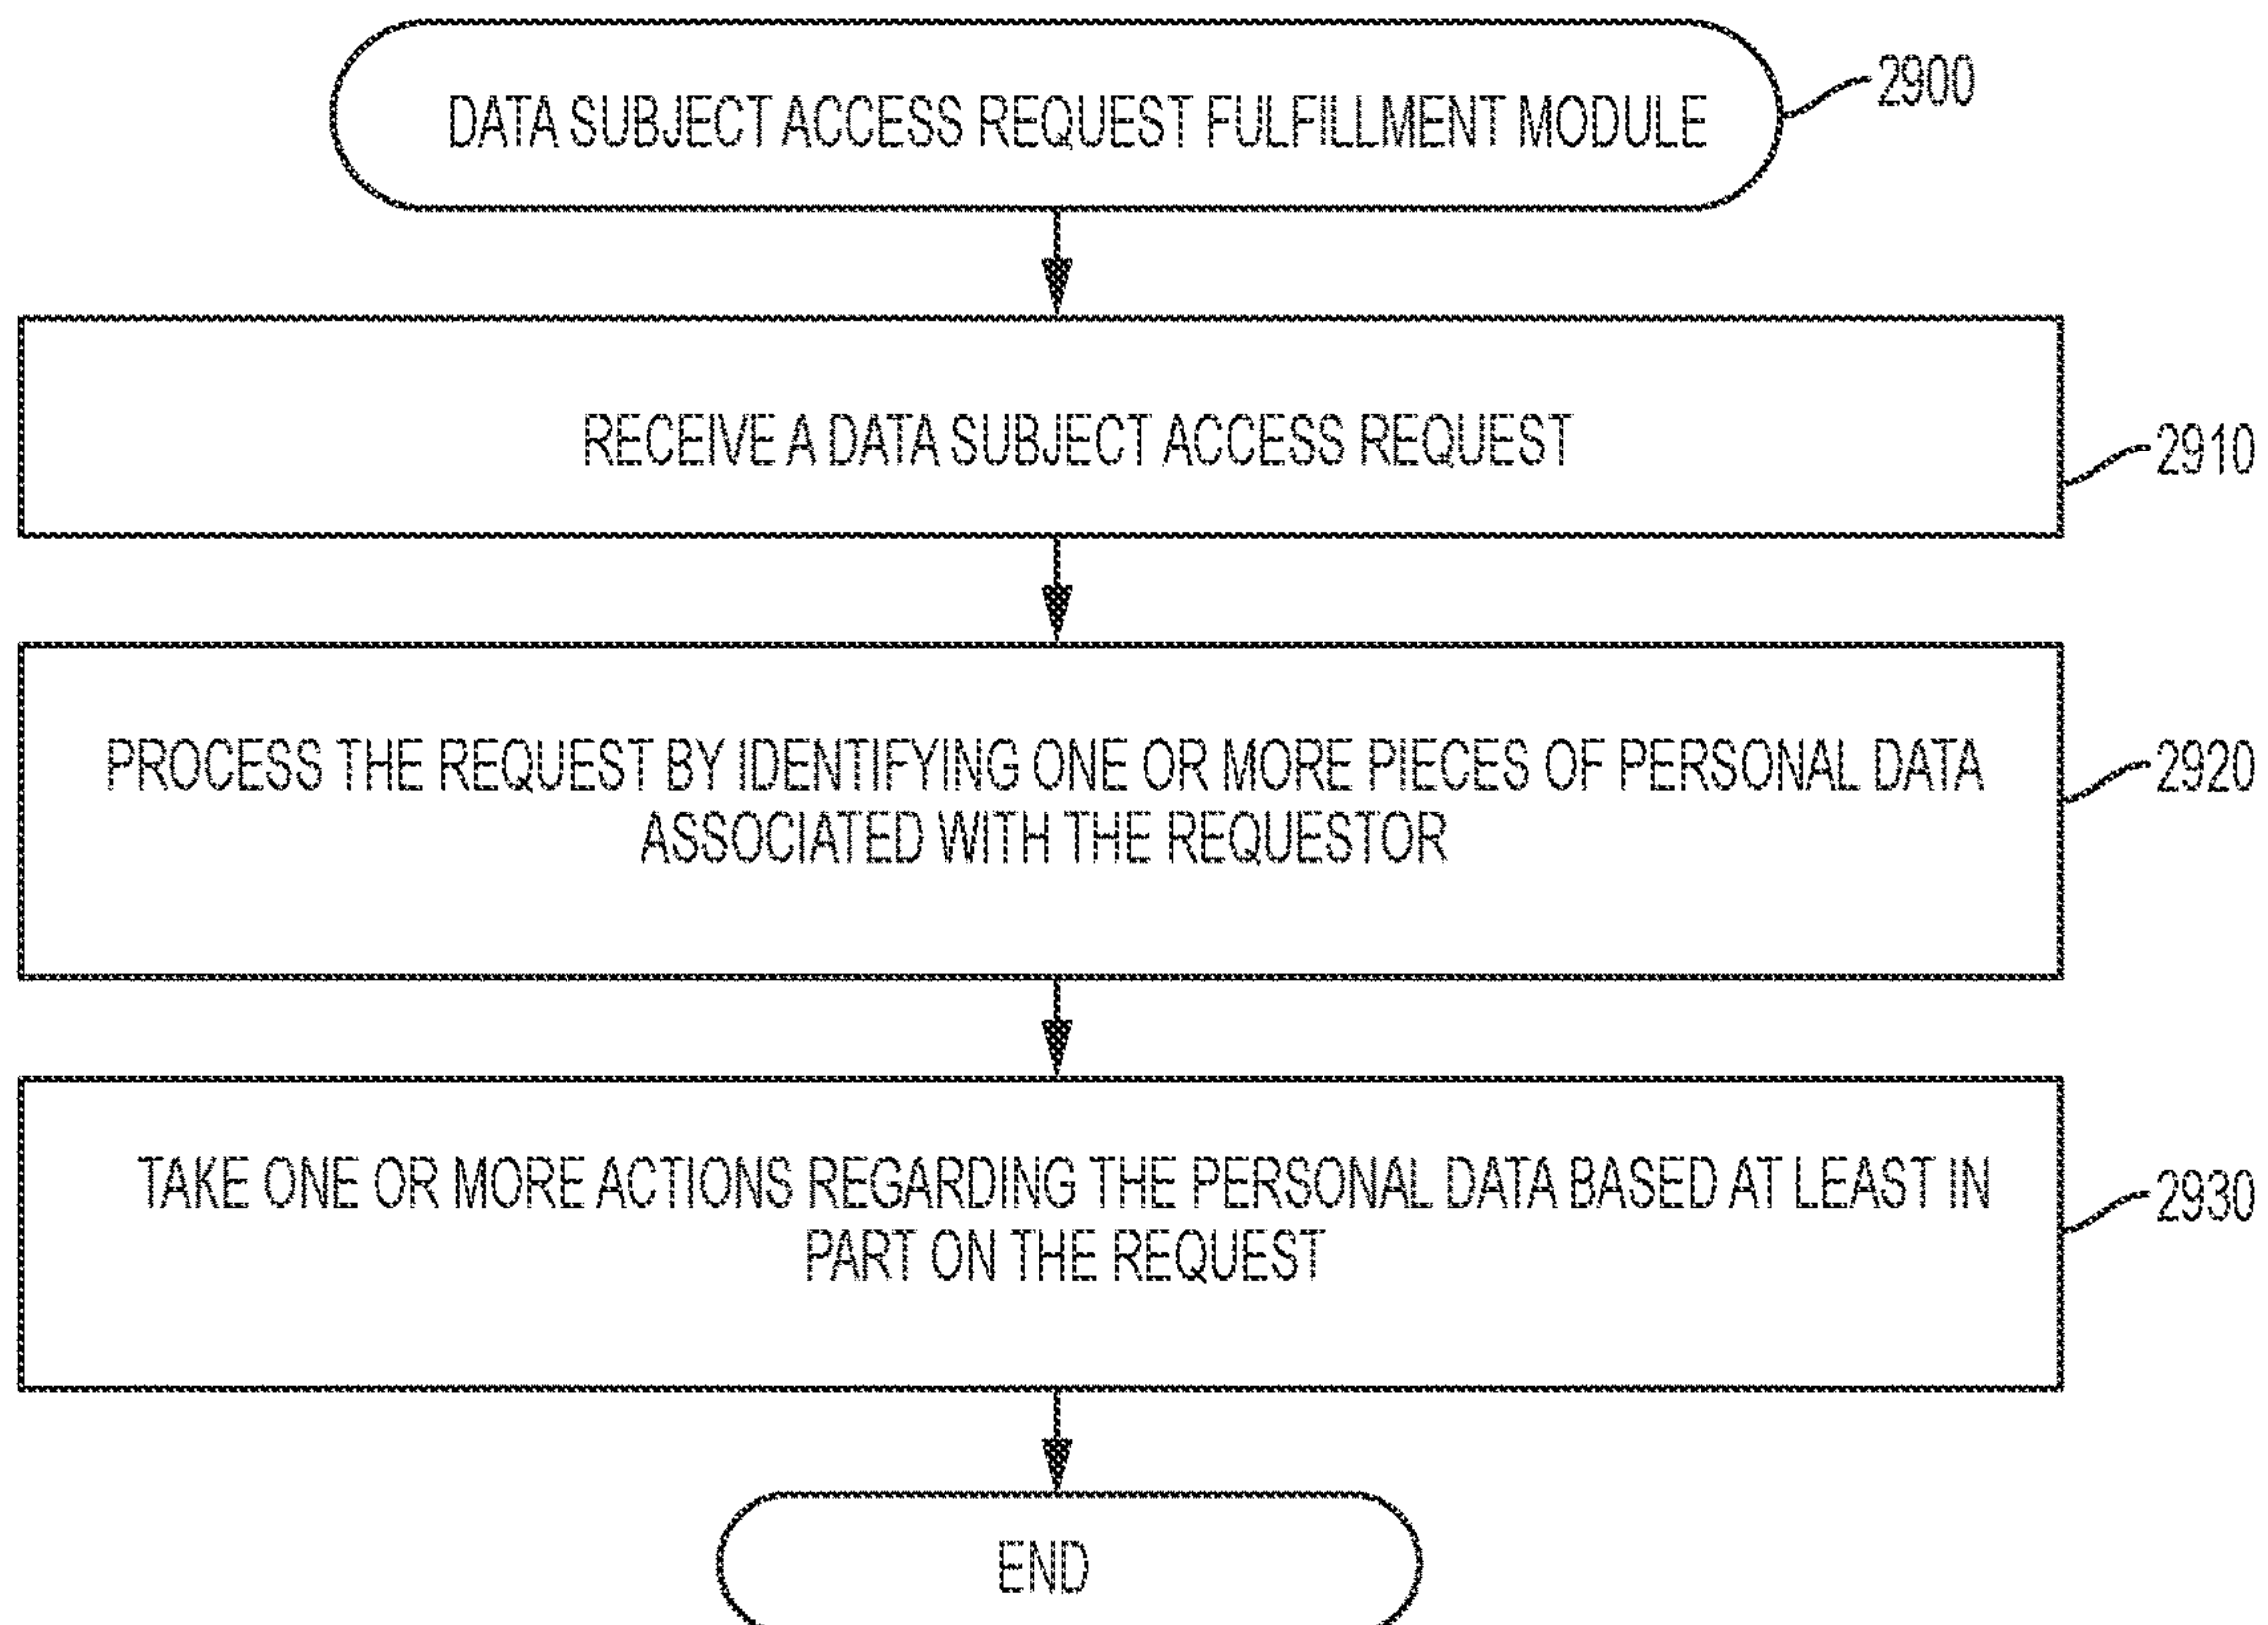 DATA SUBJECT ACCESS REQUEST FULFILLMENT MODULE
2900
RECEIVE A DATA SUBJECT ACCESS REQUEST
2910
PROCESS THE REQUEST BY IDENTIFYING ONE OR MORE PIECES OF PERSONAL DATA
ASSOCIATED WITH THE REQUESTOR
2920
TAKE ONE OR MORE ACTIONS REGARDING THE PERSONAL DATA BASED AT LEAST IN
PART ON THE REQUEST
2930
END